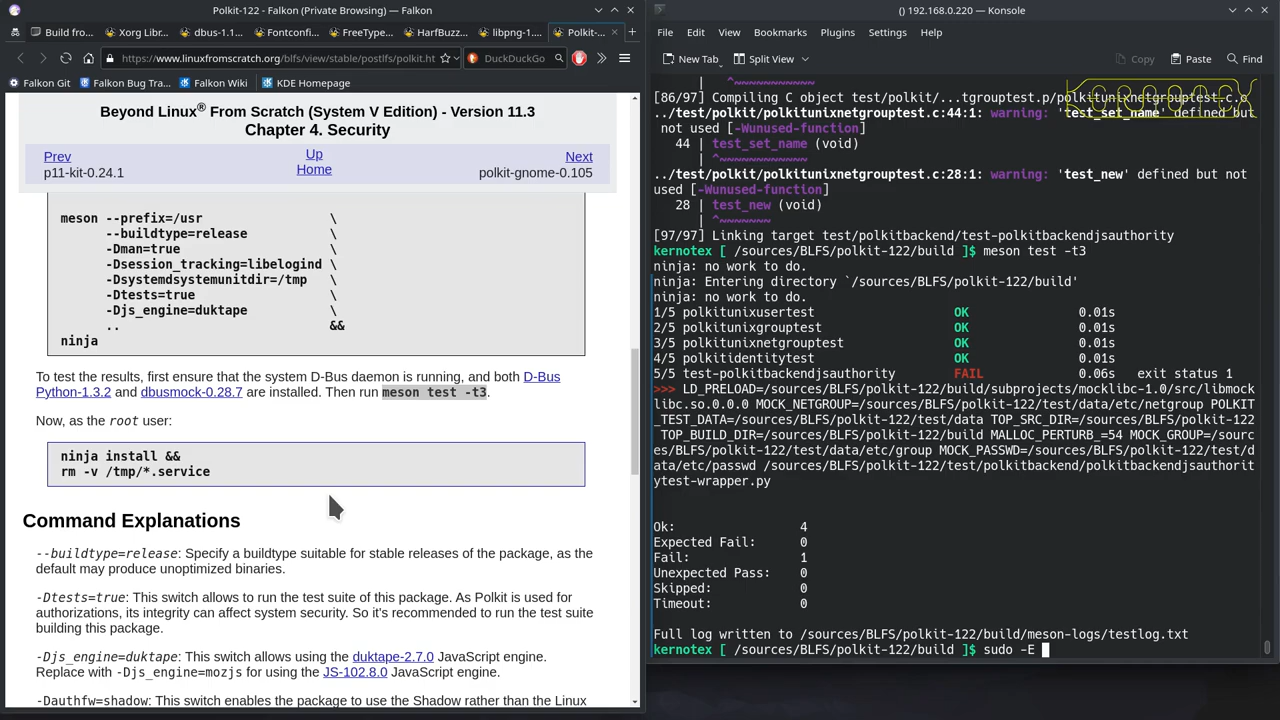 Polkit-122 — Falkon (Private Browsing) — Falkon
Build fro...
Xorg Libr...
dbus-1.1...
Fontconfi...
FreeType...
HarfBuzz...
libpng-1....
Polkit-...
https://www.linuxfromscratch.org/blfs/view/stable/postlfs/polkit.ht
DuckDuckGo
Falkon Git
Falkon Bug Tra...
Falkon Wiki
KDE Homepage
Beyond Linux® From Scratch (System V Edition) - Version 11.3
Chapter 4. Security
Prev
Up
Next
p11-kit-0.24.1
Home
polkit-gnome-0.105
meson --prefix=/usr \
--buildtype=release \
-Dman=true \
-Dsession_tracking=libelogind \
-Dsystemdsystemunitdir=/tmp \
-Dtests=true \
-Djs_engine=duktape \
.. &&
ninja
To test the results, first ensure that the system D-Bus daemon is running, and both D-Bus
Python-1.3.2 and dbusmock-0.28.7 are installed. Then run meson test -t3.
Now, as the root user:
ninja install &&
rm -v /tmp/*.service
Command Explanations
--buildtype=release: Specify a buildtype suitable for stable releases of the package, as the
default may produce unoptimized binaries.
-Dtests=true: This switch allows to run the test suite of this package. As Polkit is used for
authorizations, its integrity can affect system security. So it's recommended to run the test suite
building this package.
-Djs_engine=duktape: This switch allows using the duktape-2.7.0 JavaScript engine.
Replace with -Djs_engine=mozjs for using the JS-102.8.0 JavaScript engine.
-Dauthfw=shadow: This switch enables the package to use the Shadow rather than the Linux
() 192.168.0.220 — Konsole
File Edit View Bookmarks Plugins Settings Help
New Tab
Split View
Copy
Paste
Find
| ^~~~~~~~~~~~
[86/97] Compiling C object test/polkit/...tgrouptest.p/polkitunixnetgrouptest.c.o
../test/polkit/polkitunixnetgrouptest.c:44:1: warning: 'test_set_name' defined but
not used [-Wunused-function]
44 | test_set_name (void)
| ^~~~~~~~~~~~~
../test/polkit/polkitunixnetgrouptest.c:28:1: warning: 'test_new' defined but not
used [-Wunused-function]
28 | test_new (void)
| ^~~~~~~~
[97/97] Linking target test/polkitbackend/test-polkitbackendjsauthority
kernotex [ /sources/BLFS/polkit-122/build ]$ meson test -t3
ninja: no work to do.
ninja: Entering directory `/sources/BLFS/polkit-122/build'
ninja: no work to do.
1/5 polkitunixusertest OK 0.01s
2/5 polkitunixgrouptest OK 0.01s
3/5 polkitunixnetgrouptest OK 0.01s
4/5 polkitidentitytest OK 0.01s
5/5 test-polkitbackendjsauthority FAIL 0.06s exit status 1
>>> LD_PRELOAD=/sources/BLFS/polkit-122/build/subprojects/mocklibc-1.0/src/libmock
libc.so.0.0.0 MOCK_NETGROUP=/sources/BLFS/polkit-122/test/data/etc/netgroup POLKIT
_TEST_DATA=/sources/BLFS/polkit-122/test/data TOP_SRC_DIR=/sources/BLFS/polkit-122
TOP_BUILD_DIR=/sources/BLFS/polkit-122/build MALLOC_PERTURB_=54 MOCK_GROUP=/sourc
es/BLFS/polkit-122/test/data/etc/group MOCK_PASSWD=/sources/BLFS/polkit-122/test/d
ata/etc/passwd /sources/BLFS/polkit-122/test/polkitbackend/polkitbackendjsauthorit
ytest-wrapper.py
Ok: 4
Expected Fail: 0
Fail: 1
Unexpected Pass: 0
Skipped: 0
Timeout: 0
Full log written to /sources/BLFS/polkit-122/build/meson-logs/testlog.txt
kernotex [ /sources/BLFS/polkit-122/build ]$ sudo -E